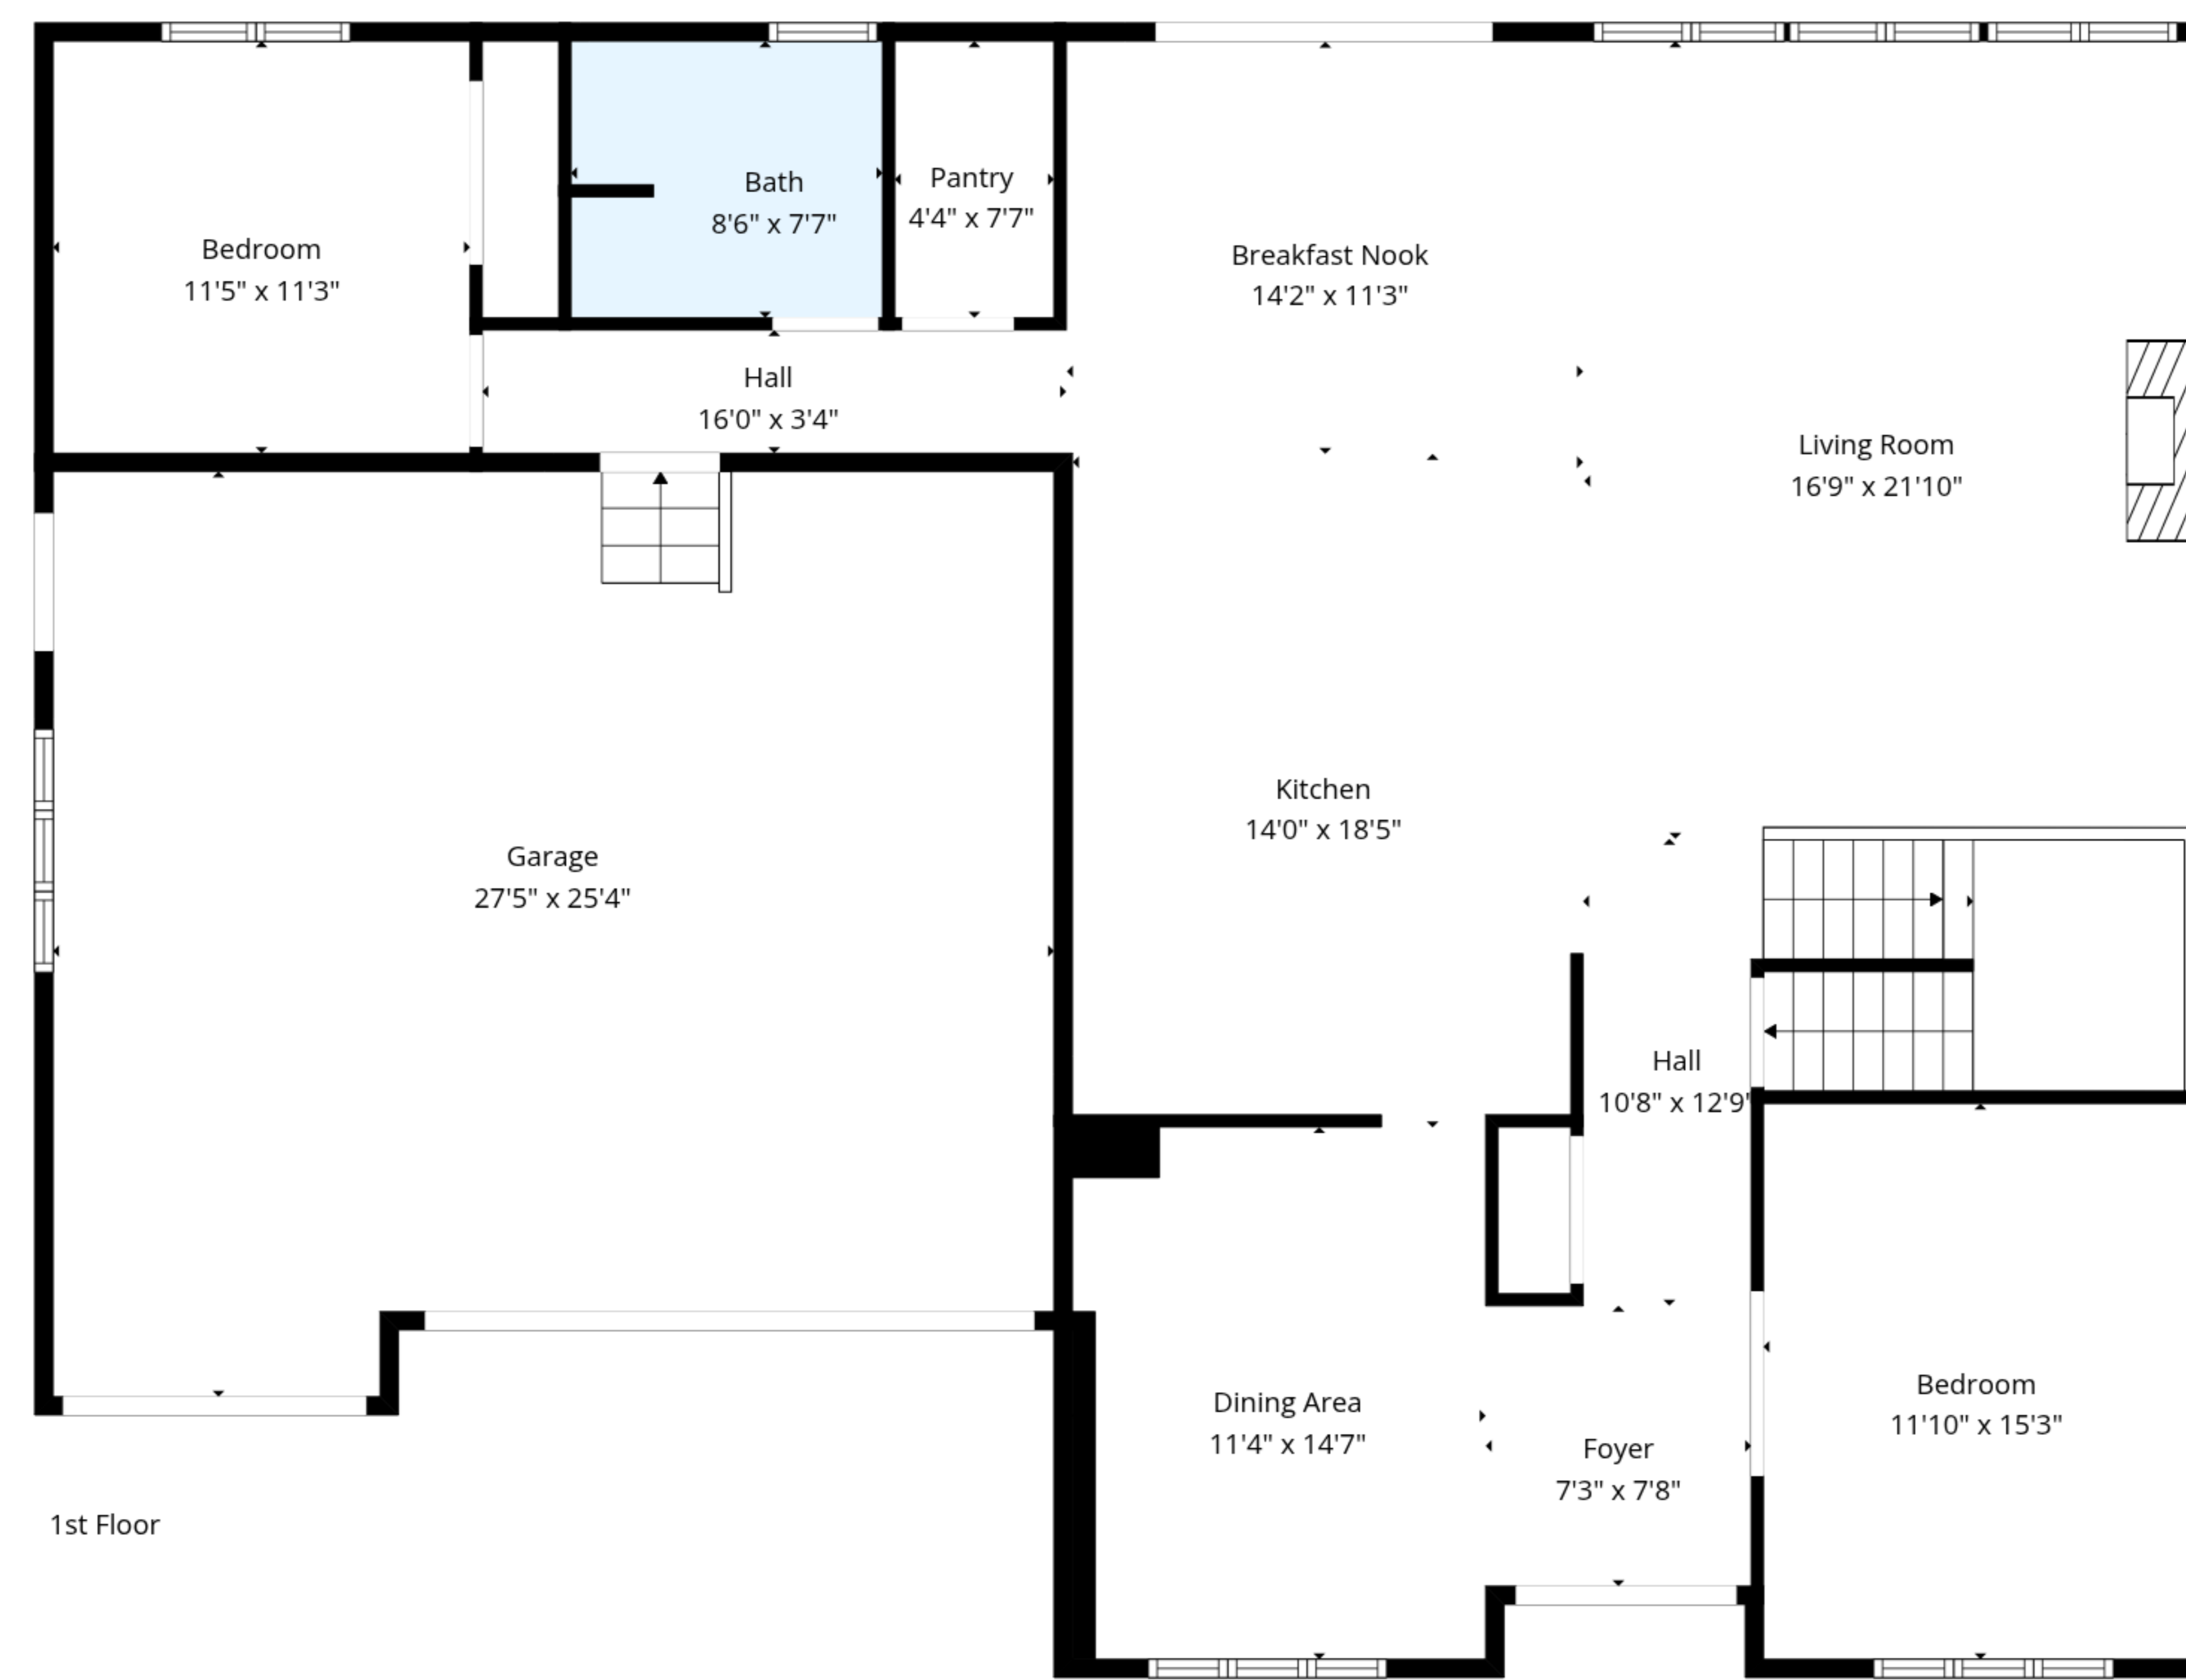 Bath
8'6" x 7'7"
Pantry
4'4" x 7'7"
Bedroom
11'5" x 11'3"
Breakfast Nook
14'2" x 11'3"
Hall
16'0" x 3'4"
Living Room
16'9" x 21'10"
Kitchen
14'0" x 18'5"
Garage
27'5" x 25'4"
Hall
10'8" x 12'9"
Dining Area
11'4" x 14'7"
Bedroom
11'10" x 15'3"
Foyer
7'3" x 7'8"
1st Floor